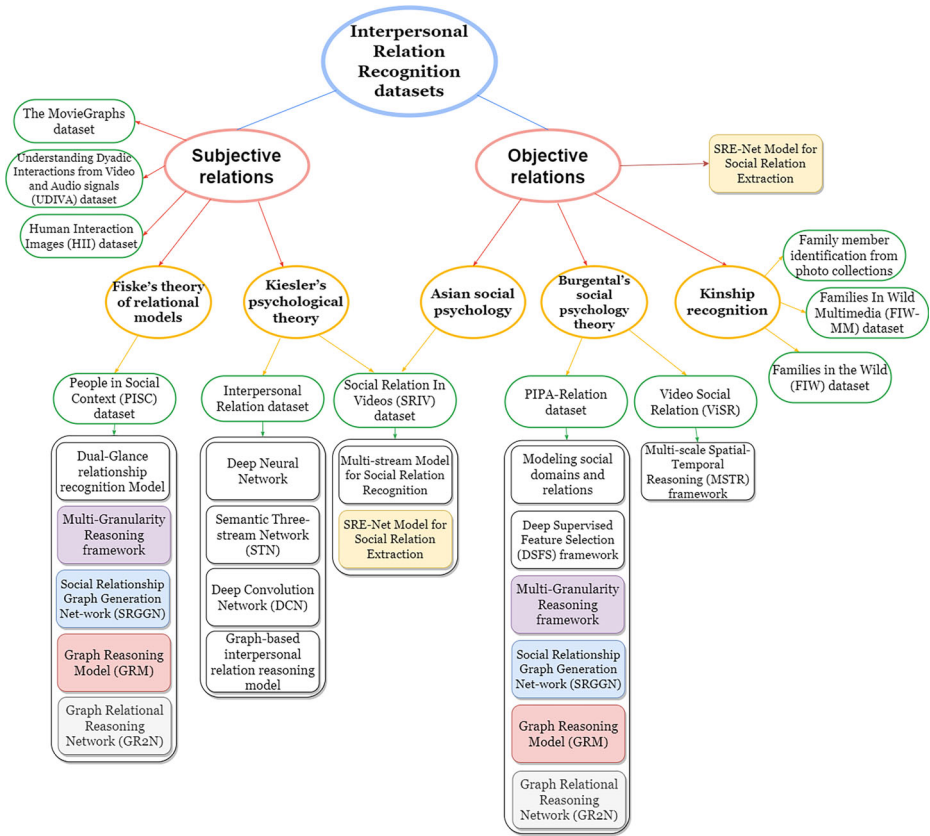 Interpersonal
Relation
Recognition
datasets
The MovieGraphs
dataset
Understanding Dyadic
Interactions from Video
and Audio signals
(UDIVA) dataset
Human Interaction
Images (HII) dataset
Subjective
relations
Objective
relations
SRE-Net Model for
Social Relation
Extraction
Fiske's theory
of relational
models
Kiesler's
psychological
theory
Asian social
psychology
Burgental's
social
psychology
theory
Kinship
recognition
Family member
identification from
photo collections
Families In Wild
Multimedia (FIW-
MM) dataset
Families in the Wild
(FIW) dataset
People in Social
Context (PISC)
dataset
Interpersonal
Relation dataset
Social Relation In
Videos (SRIV)
dataset
PIPA-Relation
dataset
Video Social
Relation (ViSR)
Dual-Glance
relationship
recognition Model
Multi-Granularity
Reasoning
framework
Social Relationship
Graph Generation
Net-work (SRGGN)
Graph Reasoning
Model (GRM)
Graph Relational
Reasoning
Network (GR2N)
Deep Neural
Network
Semantic Three-
stream Network
(STN)
Deep Convolution
Network (DCN)
Graph-based
interpersonal
relation reasoning
model
Multi-stream Model
for Social Relation
Recognition
SRE-Net Model for
Social Relation
Extraction
Modeling social
domains and
relations
Deep Supervised
Feature Selection
(DSFS) framework
Multi-Granularity
Reasoning
framework
Social Relationship
Graph Generation
Net-work (SRGGN)
Graph Reasoning
Model (GRM)
Graph Relational
Reasoning
Network (GR2N)
Multi-scale Spatial-
Temporal
Reasoning (MSTR)
framework